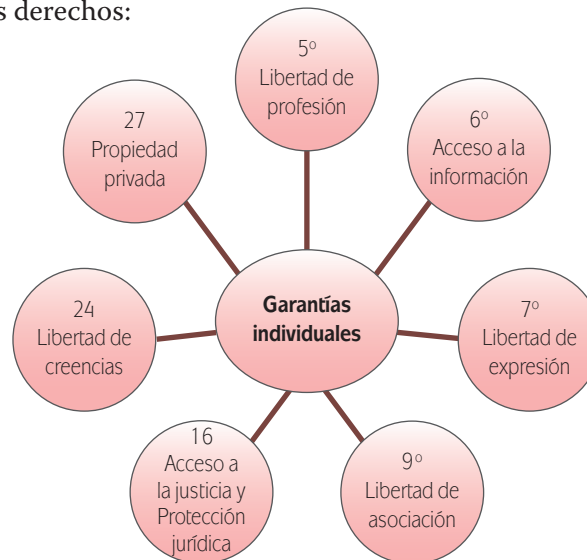 s derechos:
5º
Libertad de
profesión
6º
Acceso a la
información
7º
Libertad de
expresión
9º
Libertad de
asociación
16
Acceso a
la justicia y
Protección
jurídica
24
Libertad de
creencias
27
Propiedad
privada
Garantías
individuales